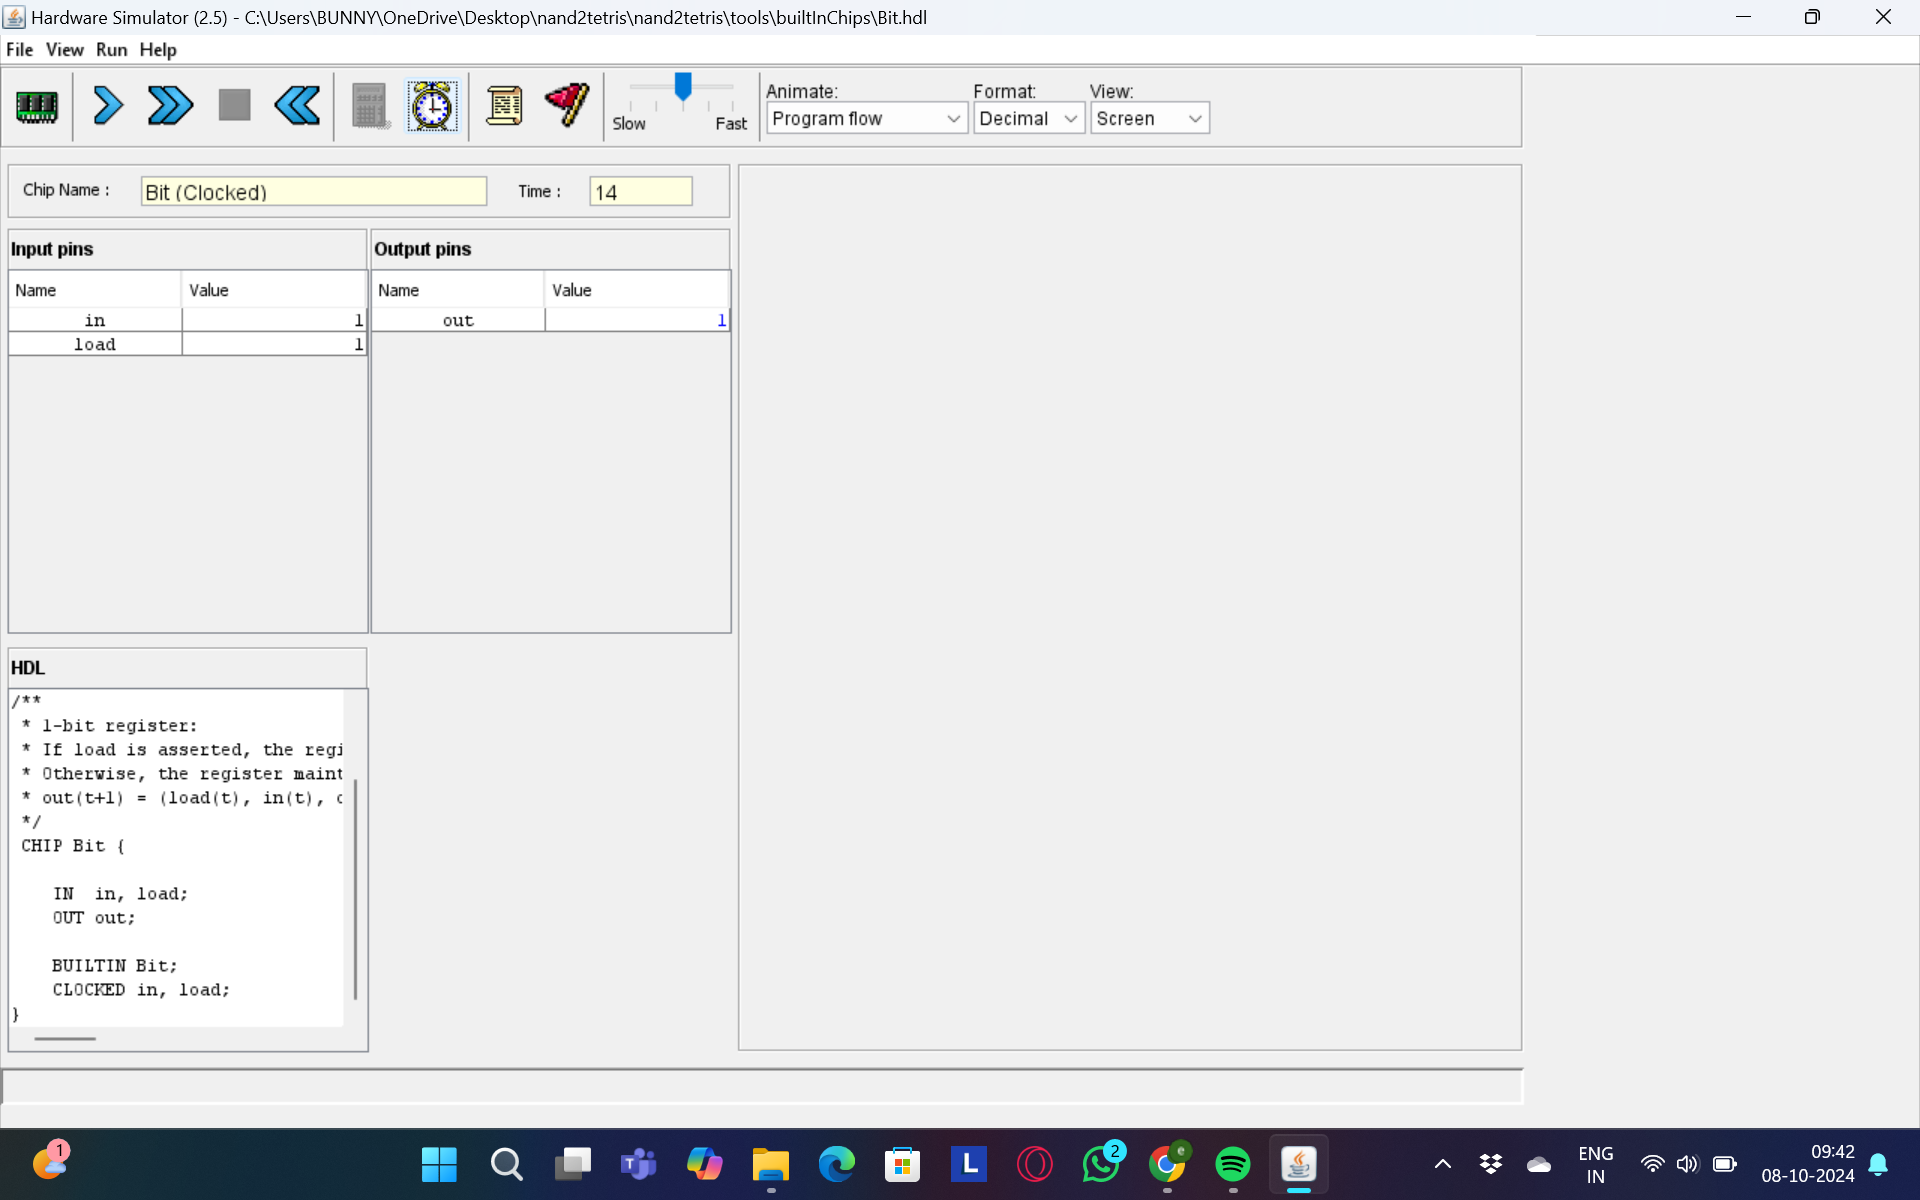 Hardware Simulator (2.5) - C:\Users\BUNNY\OneDrive\Desktop\nand2tetris\nand2tetris\tools\builtInChips\Bit.hdl
File View Run Help
Slow Fast
Animate: Format: View:
Program flow Decimal Screen
Chip Name : Bit (Clocked) Time : 14
Input pins Output pins
Name Value Name Value
in 1 out 1
load 1
HDL
/**
* 1-bit register:
* If load is asserted, the regi
* Otherwise, the register maint
* out(t+1) = (load(t), in(t),
*/
CHIP Bit {
IN in, load;
OUT out;
BUILTIN Bit;
CLOCKED in, load;
}
1
T
L
2
e
ENG
IN
09:42
08-10-2024